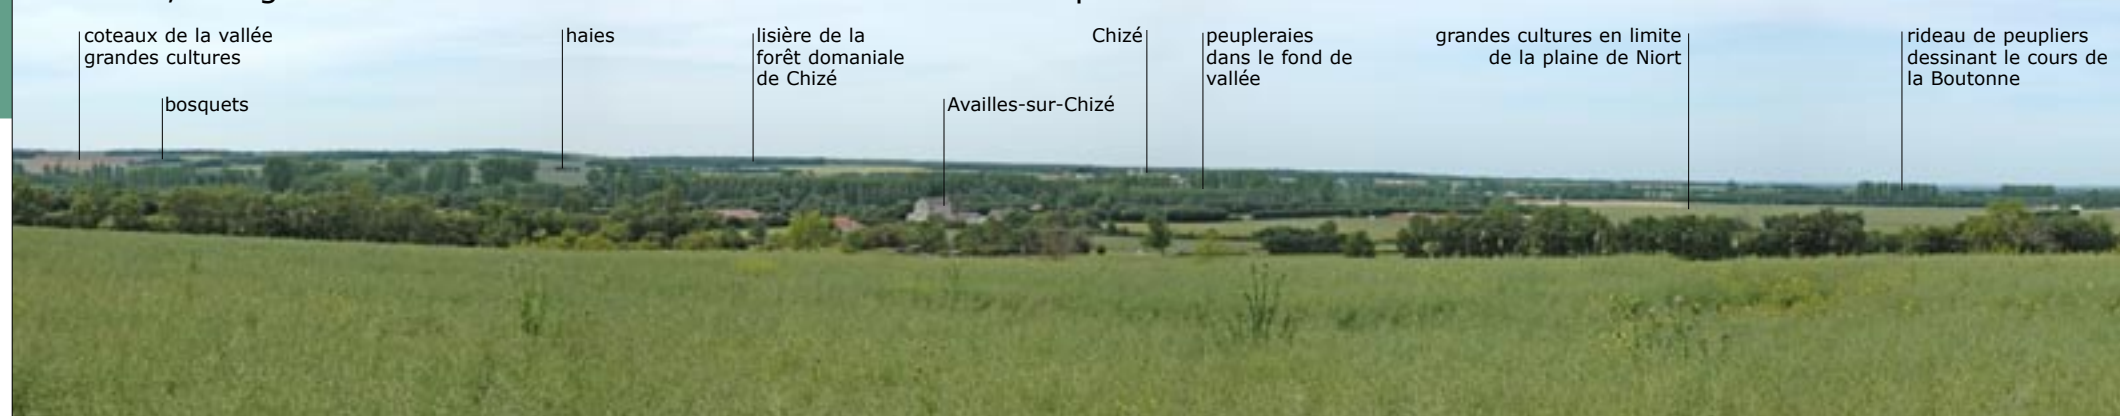 coteaux de la vallée
grandes cultures
bosquets
haies
lisière de la
forêt domaniale
de Chizé
Availles-sur-Chizé
Chizé
peupleraies
dans le fond de
vallée
grandes cultures en limite
de la plaine de Niort
rideau de peupliers
dessinant le cours de
la Boutonne